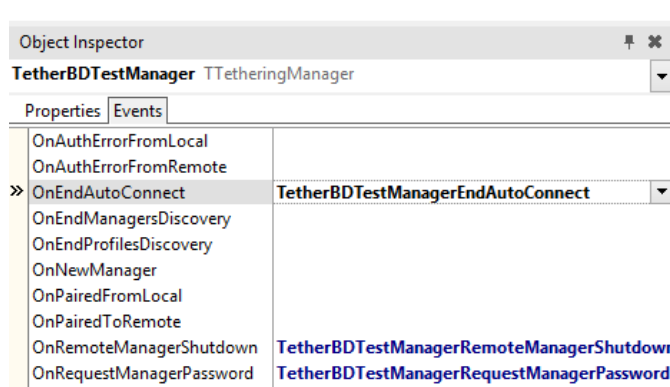 Object Inspector
TetherBDTestManager TTetheringManager
Properties Events
OnAuthErrorFromLocal
OnAuthErrorFromRemote
» OnEndAutoConnect TetherBDTestManagerEndAutoConnect
OnEndManagersDiscovery
OnEndProfilesDiscovery
OnNewManager
OnPairedFromLocal
OnPairedToRemote
OnRemoteManagerShutdown TetherBDTestManagerRemoteManagerShutdown
OnRequestManagerPassword TetherBDTestManagerRequestManagerPassword